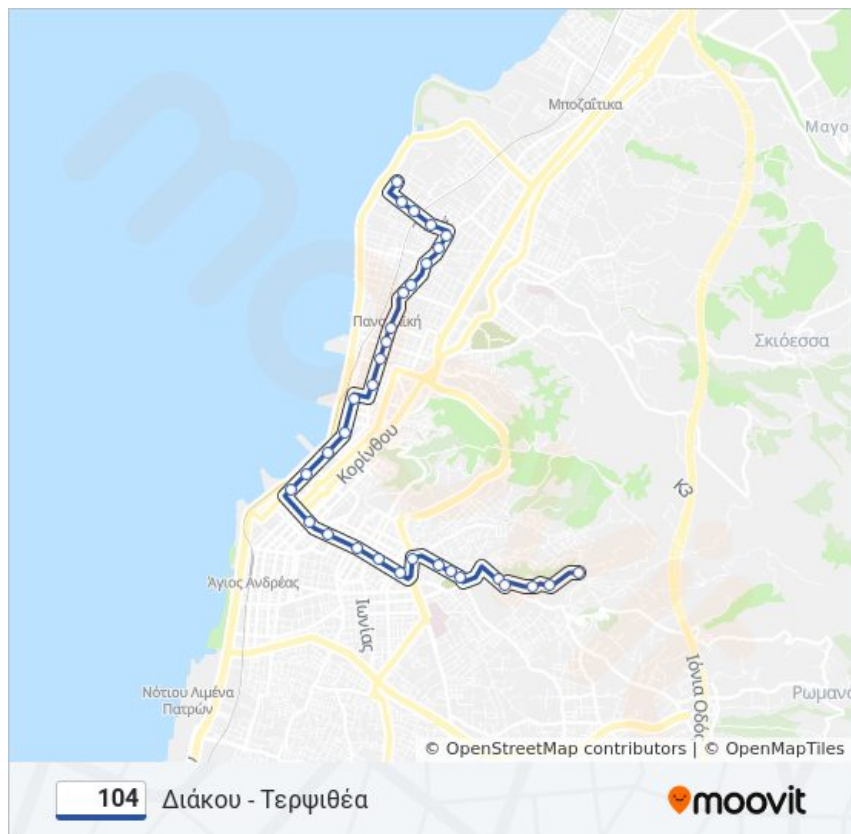 Μποζαΐτικα
Μαγο
Σκιόεσσα
Κορίνθου
Κ3
Άγιος Ανδρέας
Ιωνίας
Νότιου Λιμένα
Πατρών
Ιόνια Οδός
Ρωμανο
© OpenStreetMap contributors | © OpenMapTiles
104 Διάκου - Τερψιθέα moovit